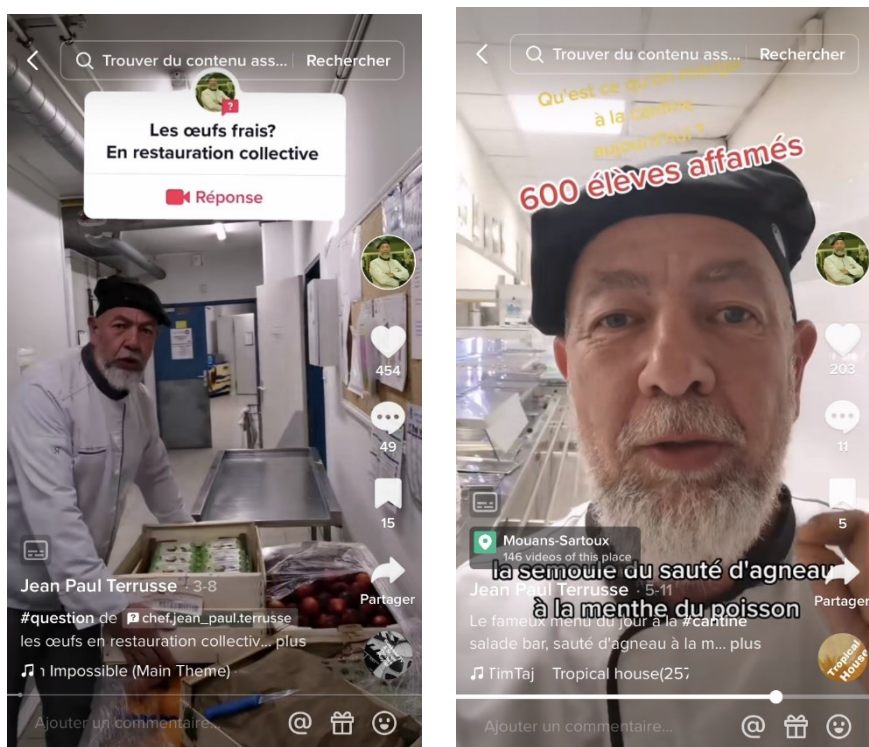 Trouver du contenu ass... Rechercher
?
Les œufs frais?
En restauration collective
Réponse
454
49
15
Jean Paul Terrusse · 3-8
Partager
#question de chef.jean_paul.terrusse
les œufs en restauration collectiv... plus
Impossible (Main Theme)
Ajouter un commentaire...
Trouver du contenu ass... Rechercher
Qu'est ce qu'on mange
à la cantine
aujourd'hui ?
600 élèves affamés
203
11
5
Mouans-Sartoux
146 videos of this place
la semoule du sauté d'agneau
Jean Paul Terrusse · 5-11
Partager
à la menthe du poisson
Le fameux menu du jour à la #cantine
salade bar, sauté d'agneau à la m... plus
TimTaj Tropical house(257
Tropical House
Ajouter un commentaire...